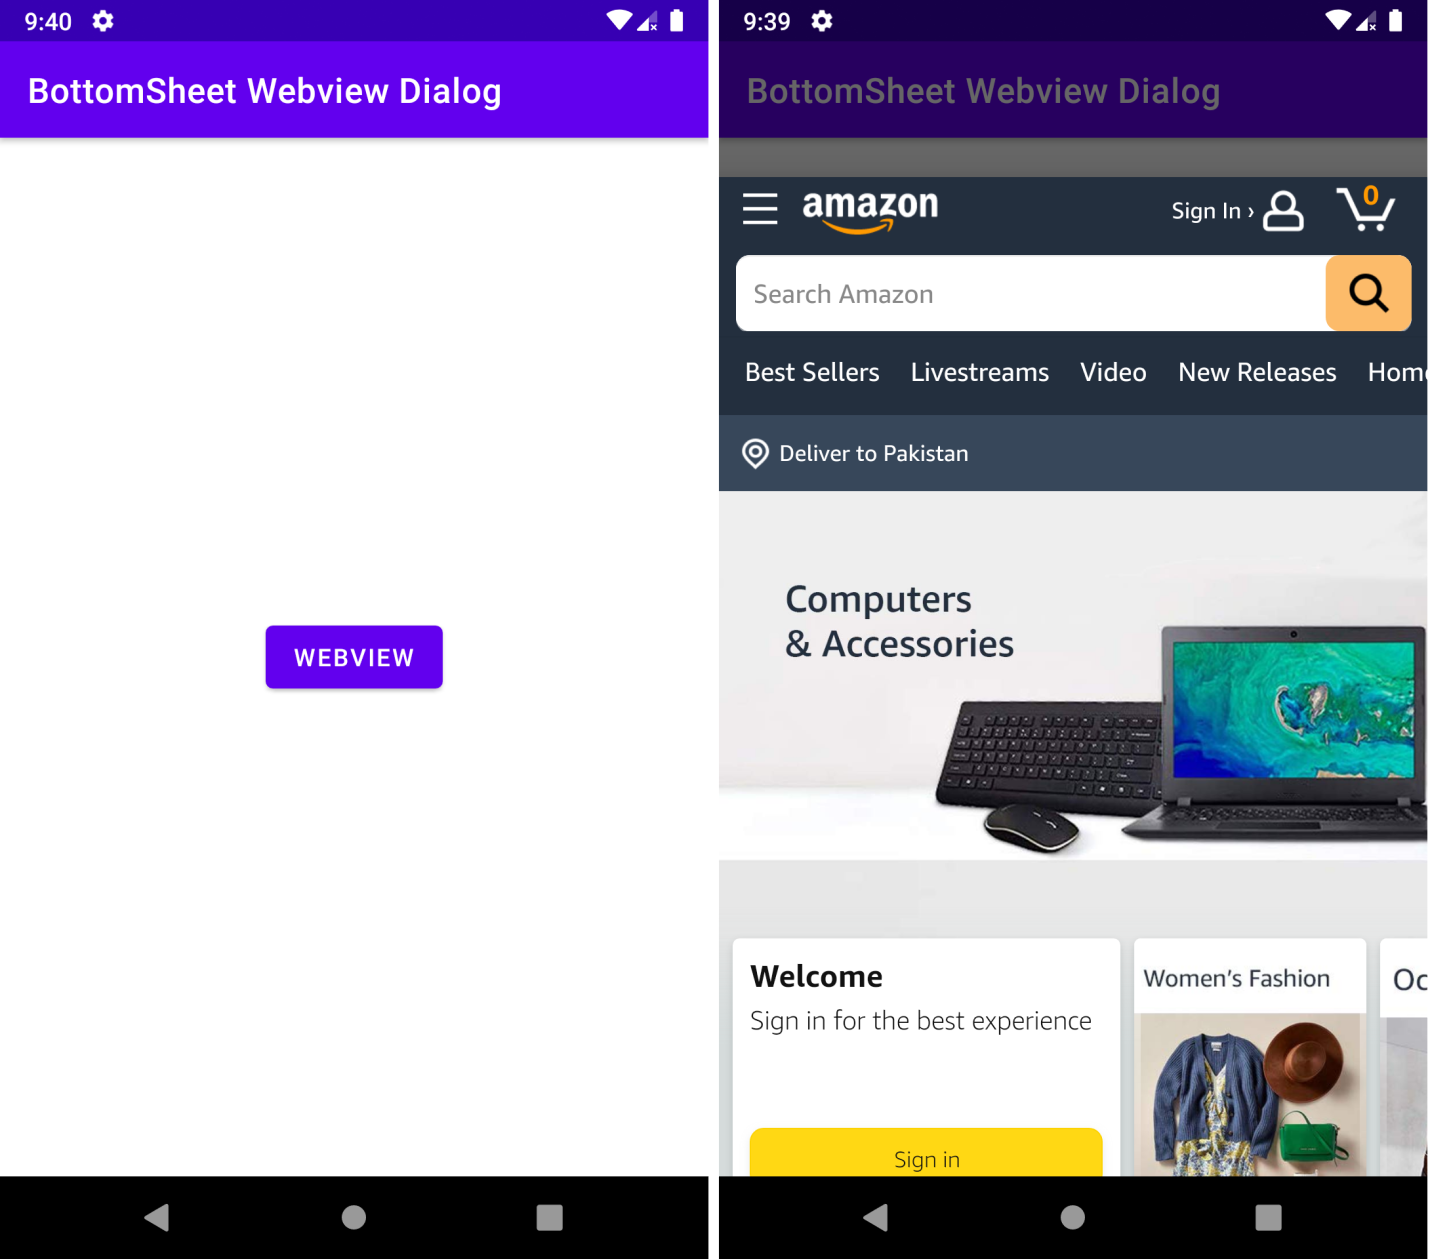 9:40
BottomSheet Webview Dialog
WEBVIEW
9:39
BottomSheet Webview Dialog
amazon
Sign In ›
0
Search Amazon
Best Sellers Livestreams Video New Releases Home
Deliver to Pakistan
Computers
& Accessories
Welcome
Sign in for the best experience
Sign in
Women's Fashion
Oc